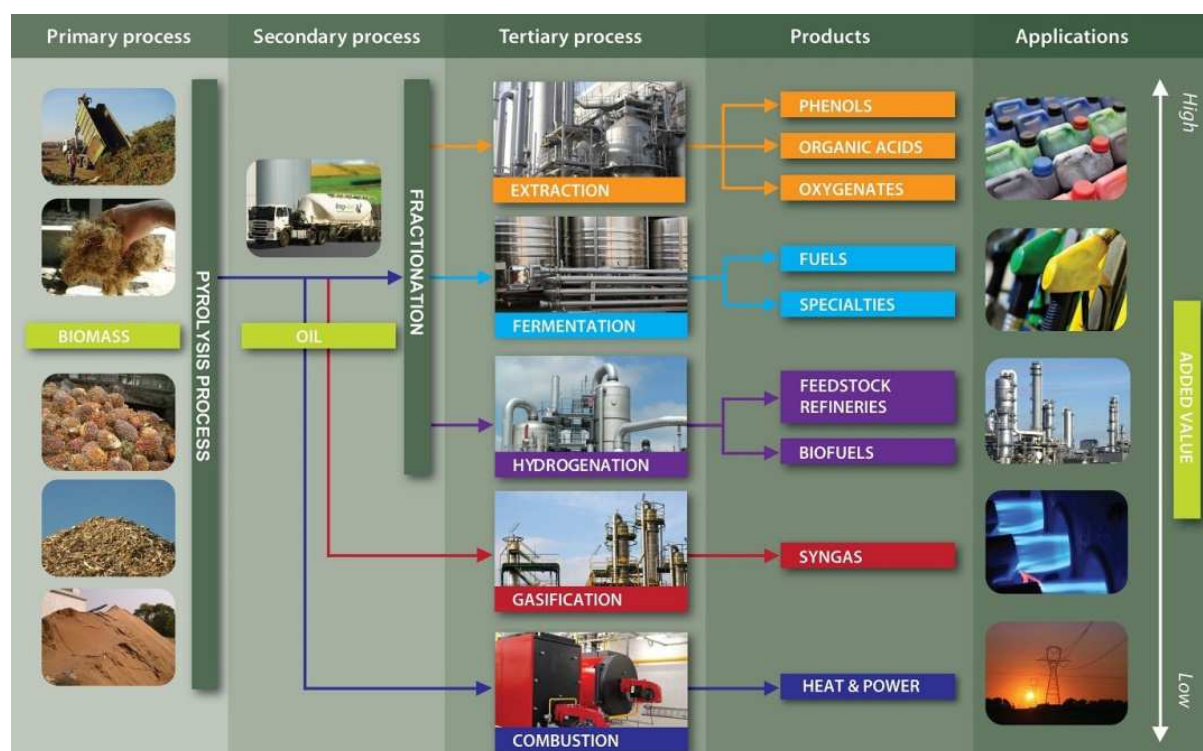 Primary process
Secondary process
Tertiary process
Products
Applications
BIOMASS
PYROLYSIS PROCESS
OIL
FRACTIONATION
EXTRACTION
FERMENTATION
HYDROGENATION
GASIFICATION
COMBUSTION
PHENOLS
ORGANIC ACIDS
OXYGENATES
FUELS
SPECIALTIES
FEEDSTOCK
REFINERIES
BIOFUELS
SYNGAS
HEAT & POWER
High
ADDED VALUE
Low